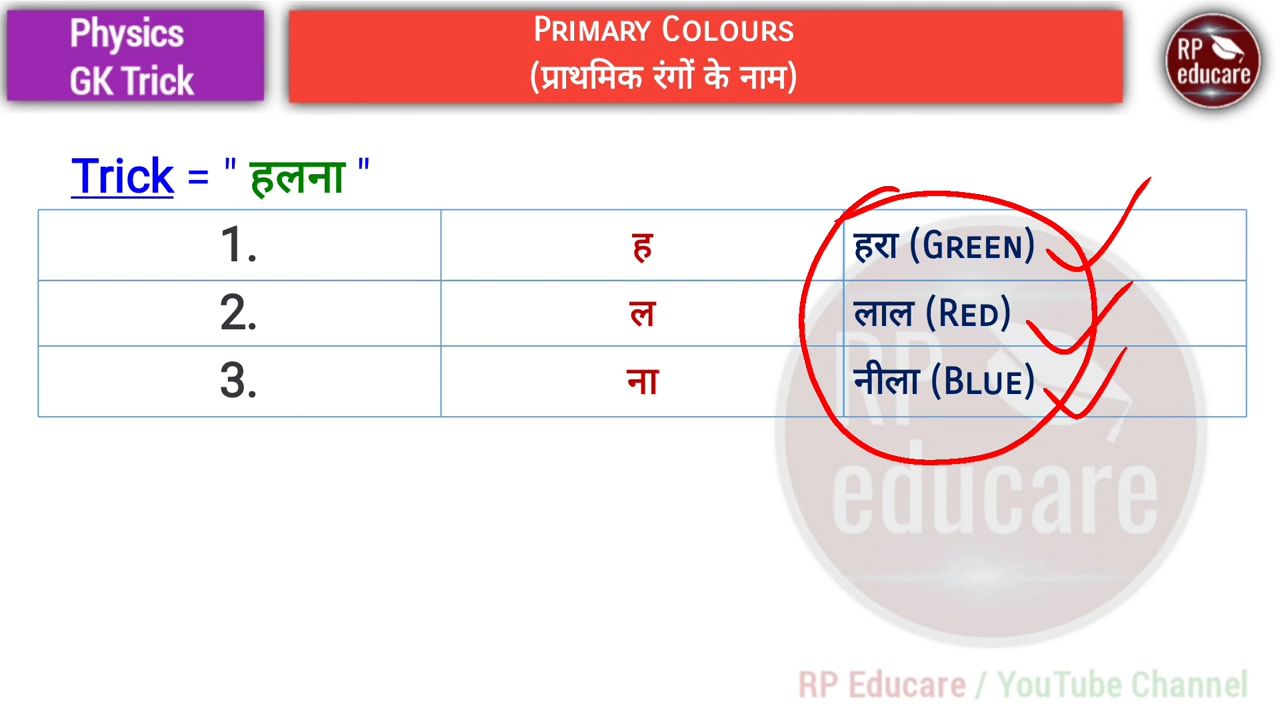 Physics
GK Trick
Primary Colours
(प्राथमिक रंगों के नाम)
RP
educare
Trick = " हलना "
1. ह हरा (Green)
2. ल लाल (Red)
3. ना नीला (Blue)
RP
educare
RP Educare / YouTube Channel